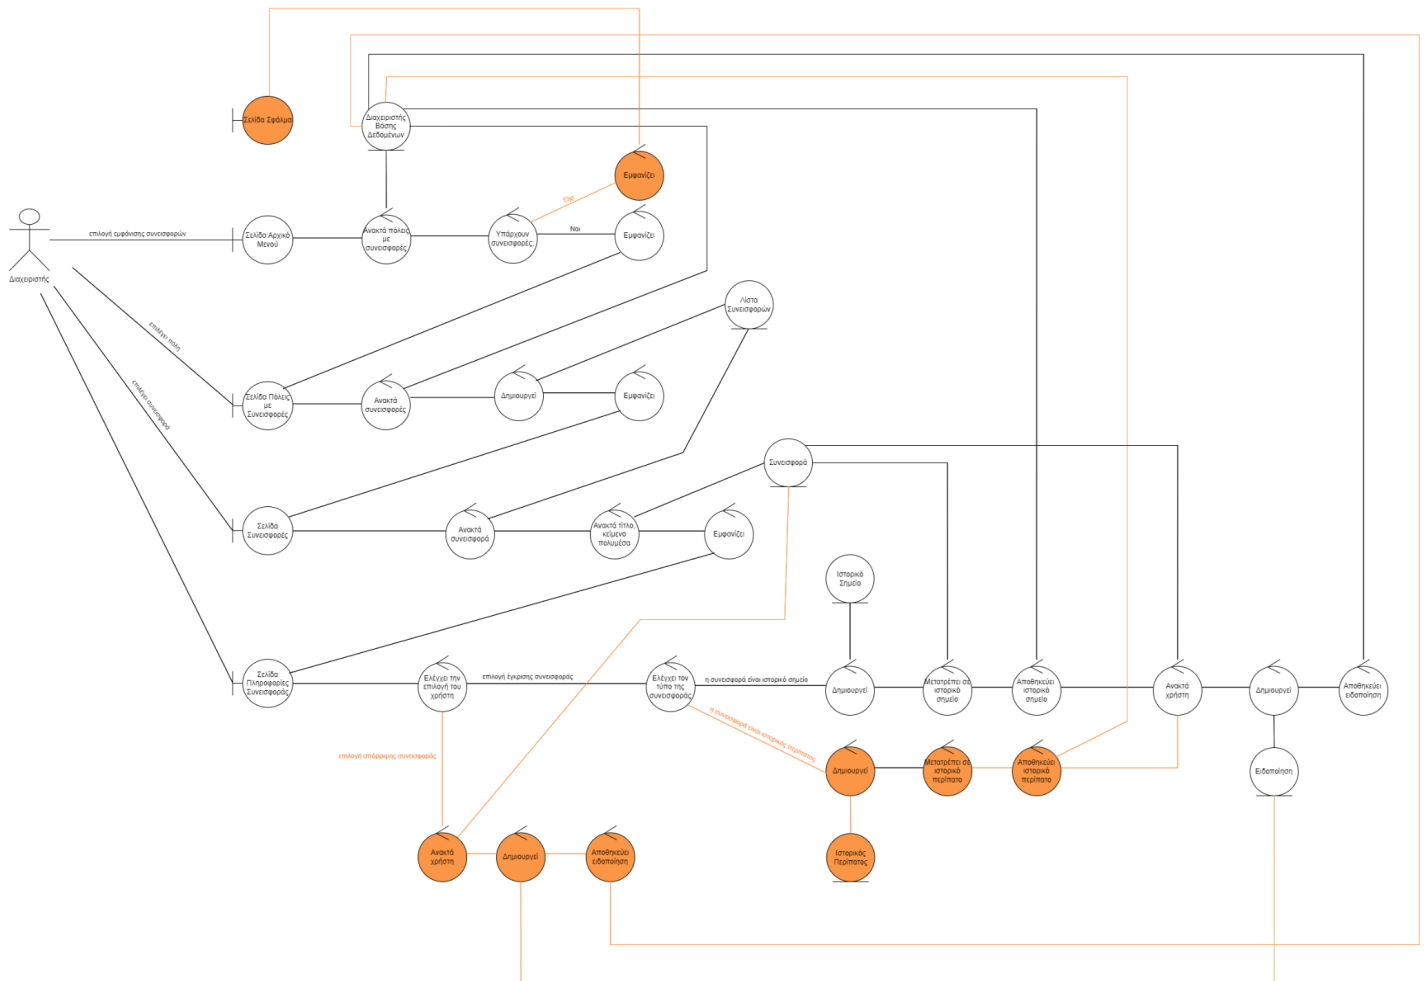 Σελίδα Σφάλμα
Διαχειριστής
Βάσης
Δεδομένων
Εμφανίζει
Όχι
επιλογή εμφάνισης συνεισφορών
Σελίδα Αρχικό
Μενού
Ανακτά πόλεις
με
συνεισφορές
Υπάρχουν
συνεισφορές;
Ναι
Εμφανίζει
Διαχειριστής
Λίστα
Συνεισφορών
επιλέγει πόλη
επιλέγει συνεισφορά
Σελίδα Πόλεις
με
Συνεισφορές
Ανακτά
συνεισφορές
Δημιουργεί
Εμφανίζει
Συνεισφορά
Σελίδα
Συνεισφορές
Ανακτά
συνεισφορά
Ανακτά τίτλο,
κείμενο
πολυμέσα
Εμφανίζει
Ιστορικό
Σημείο
Σελίδα
Πληροφορίες
Συνεισφοράς
Ελέγχει την
επιλογή του
χρήστη
επιλογή έγκρισης συνεισφοράς
Ελέγχει τον
τύπο της
συνεισφοράς
η συνεισφορά είναι ιστορικό σημείο
Δημιουργεί
Μετατρέπει σε
ιστορικό
σημείο
Αποθηκεύει
ιστορικό
σημείο
Ανακτά
χρήστη
Δημιουργεί
Αποθηκεύει
ειδοποίηση
η συνεισφορά είναι ιστορικός περίπατος
επιλογή απόρριψης συνεισφοράς
Δημιουργεί
Μετατρέπει σε
ιστορικό
περίπατο
Αποθηκεύει
ιστορικό
περίπατο
Ειδοποίηση
Ανακτά
χρήστη
Δημιουργεί
Αποθηκεύει
ειδοποίηση
Ιστορικός
Περίπατος